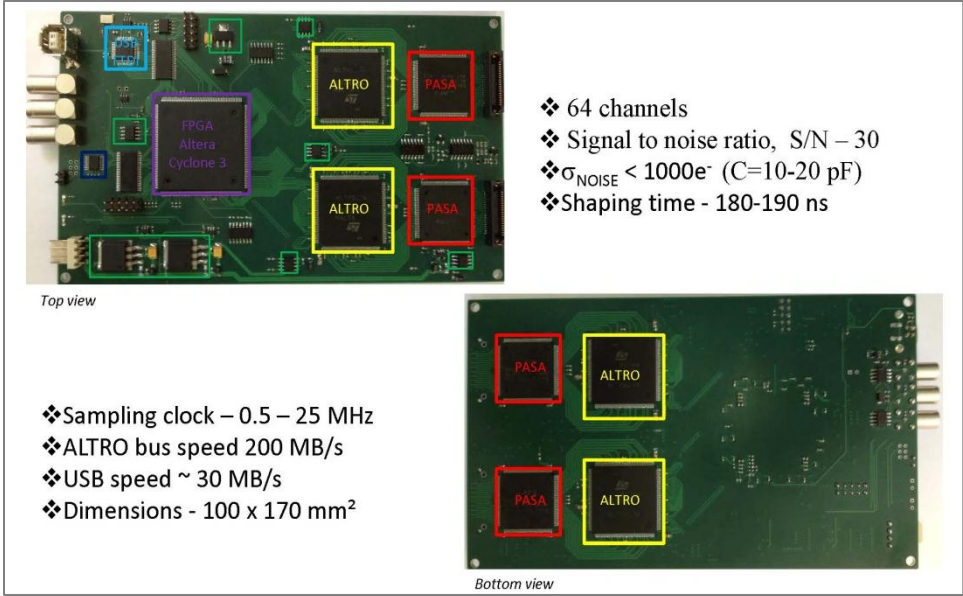 USB
FPGA
Altera
Cyclone 3
ALTRO
PASA
ALTRO
PASA
Top view
❖ 64 channels
❖ Signal to noise ratio, S/N – 30
❖σNOISE < 1000e⁻ (C=10-20 pF)
❖Shaping time - 180-190 ns
❖Sampling clock – 0.5 – 25 MHz
❖ALTRO bus speed 200 MB/s
❖USB speed ~ 30 MB/s
❖Dimensions - 100 x 170 mm²
PASA
ALTRO
PASA
ALTRO
Bottom view